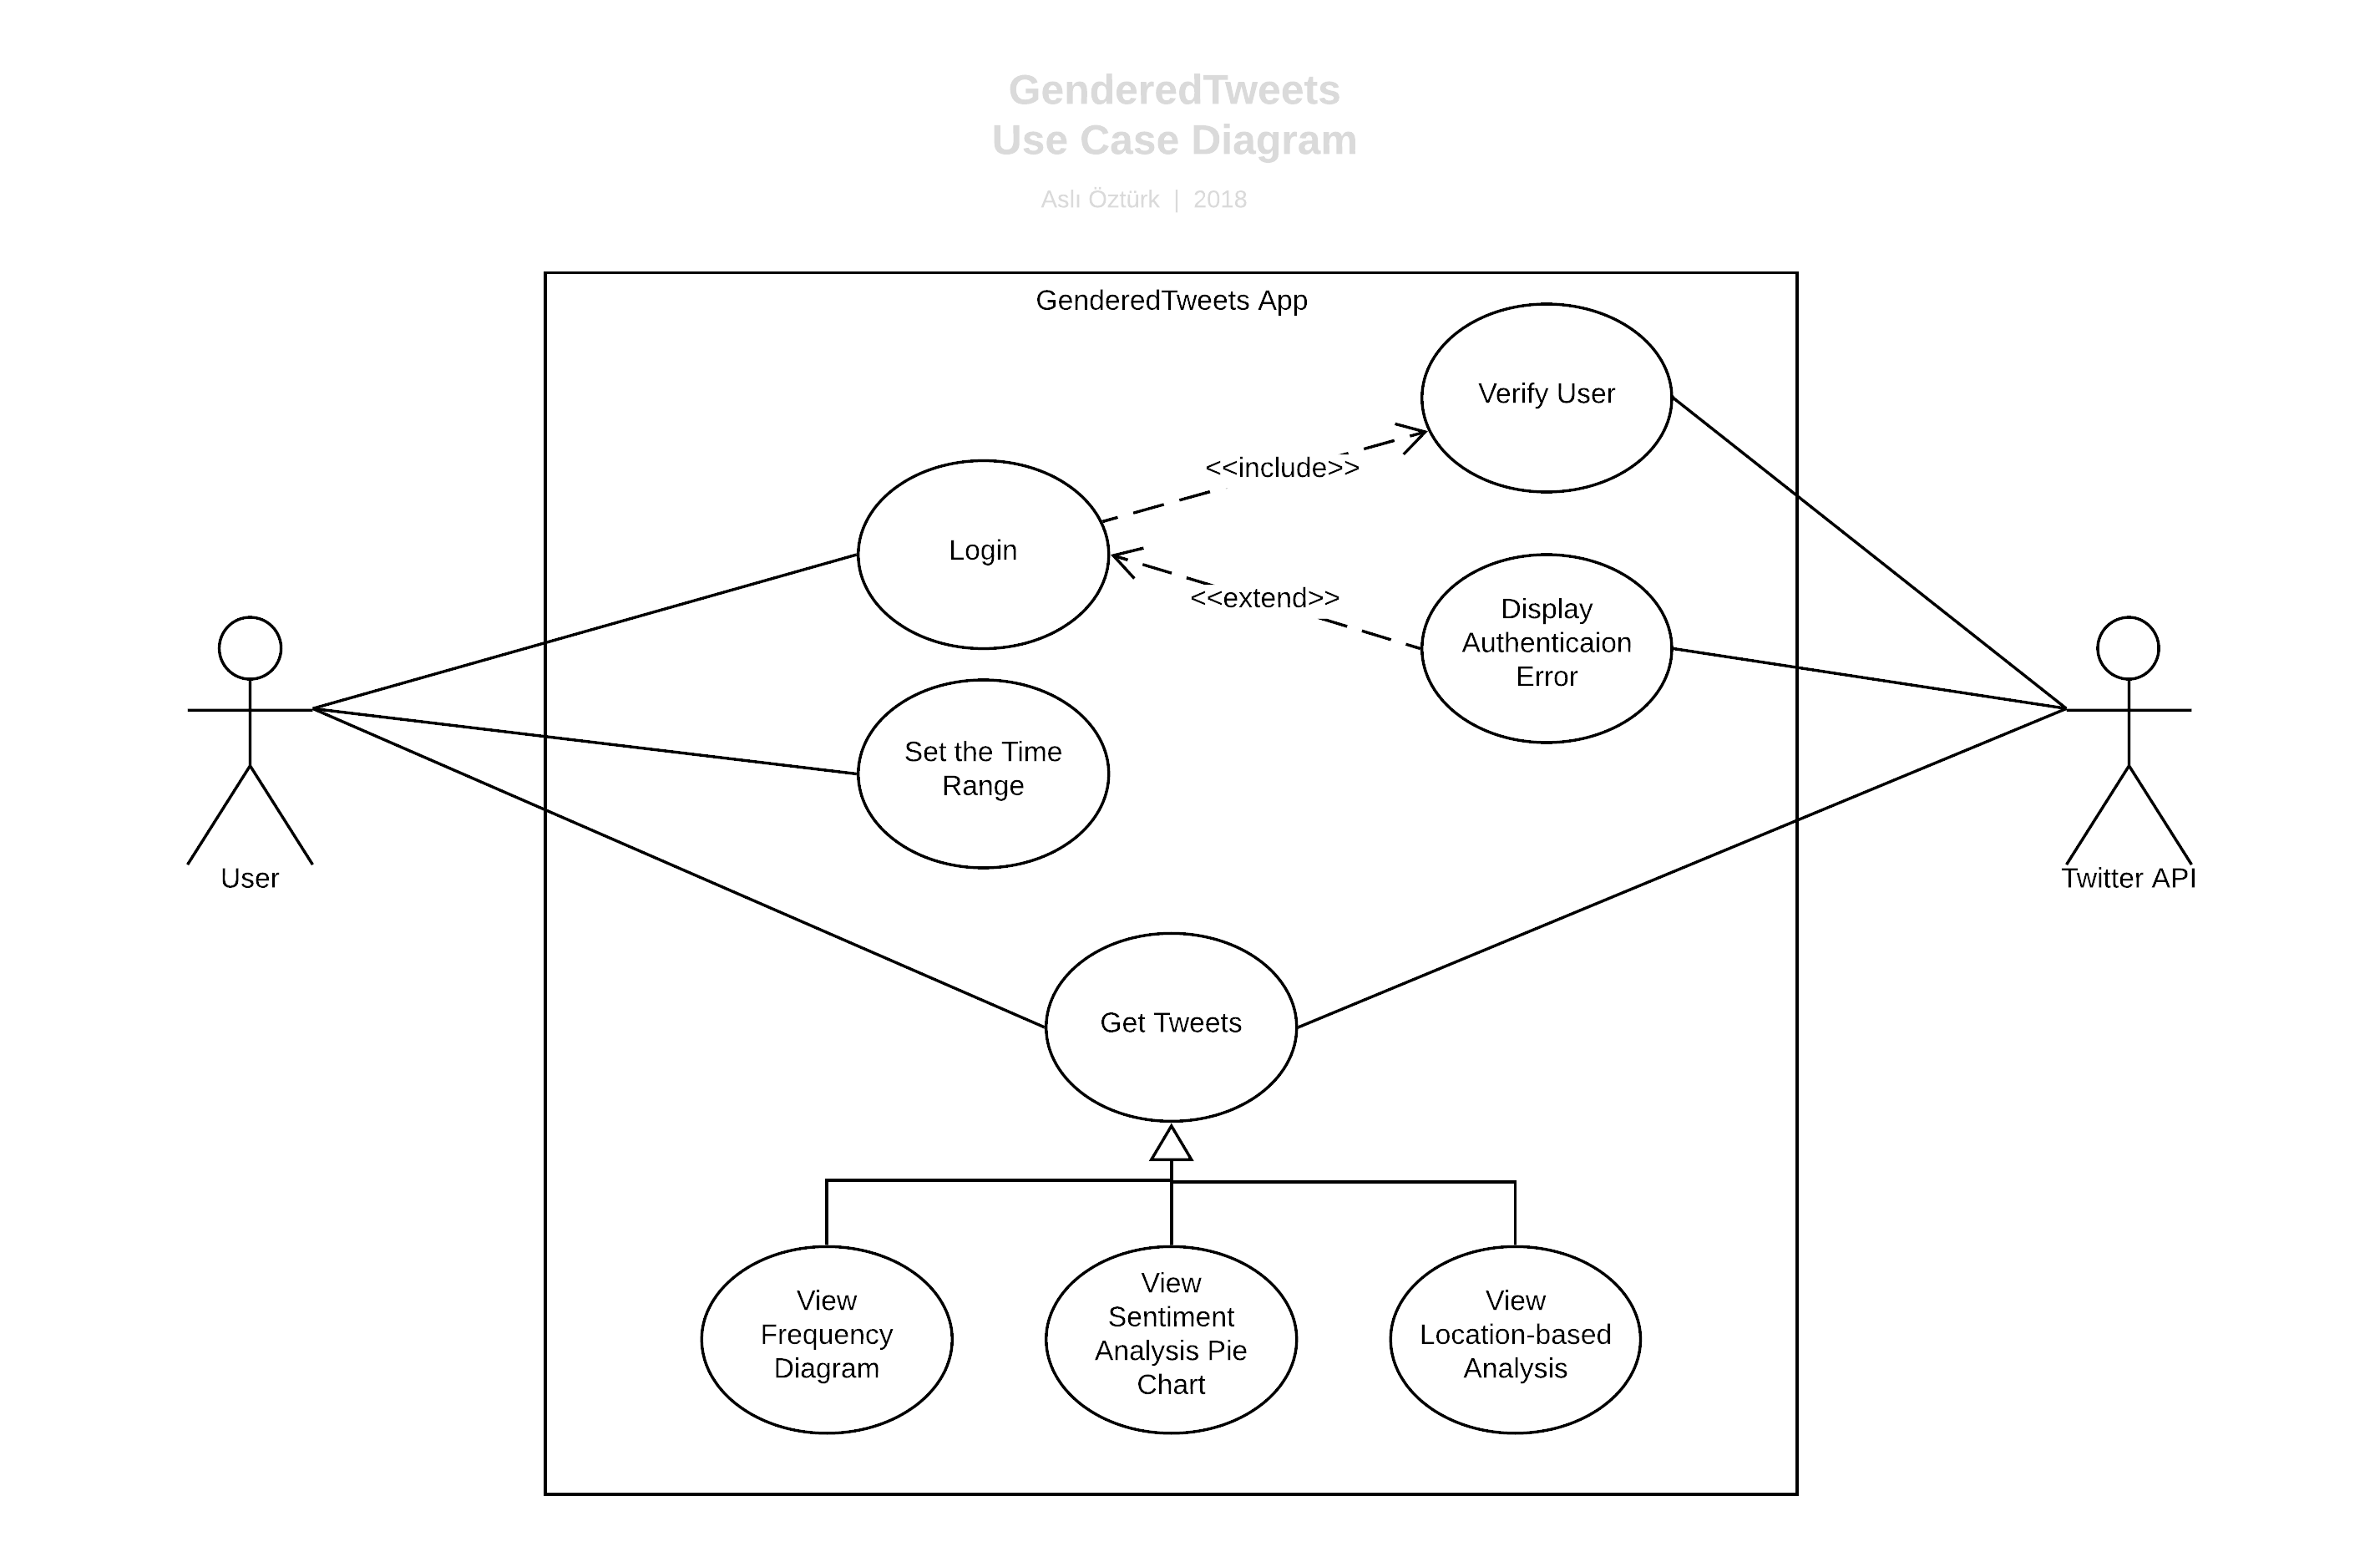 GenderedTweets
Use Case Diagram
Aslı Öztürk | 2018
GenderedTweets App
Verify User
<<include>>
Login
<<extend>>
Display
Authenticaion
Error
Set the Time
Range
User
Twitter API
Get Tweets
View
Frequency
Diagram
View
Sentiment
Analysis Pie
Chart
View
Location-based
Analysis